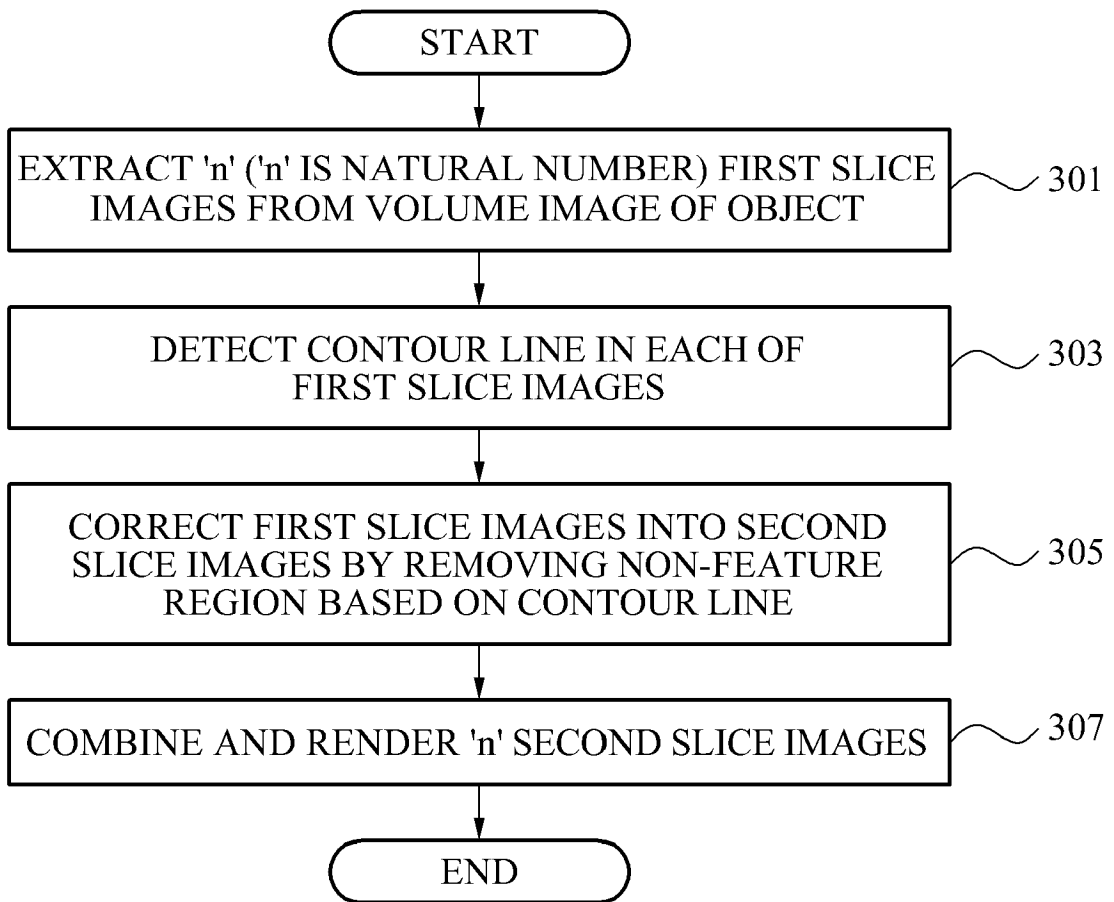 START
EXTRACT 'n' ('n' IS NATURAL NUMBER) FIRST SLICE
IMAGES FROM VOLUME IMAGE OF OBJECT
301
DETECT CONTOUR LINE IN EACH OF
FIRST SLICE IMAGES
303
CORRECT FIRST SLICE IMAGES INTO SECOND
SLICE IMAGES BY REMOVING NON-FEATURE
REGION BASED ON CONTOUR LINE
305
COMBINE AND RENDER 'n' SECOND SLICE IMAGES
307
END